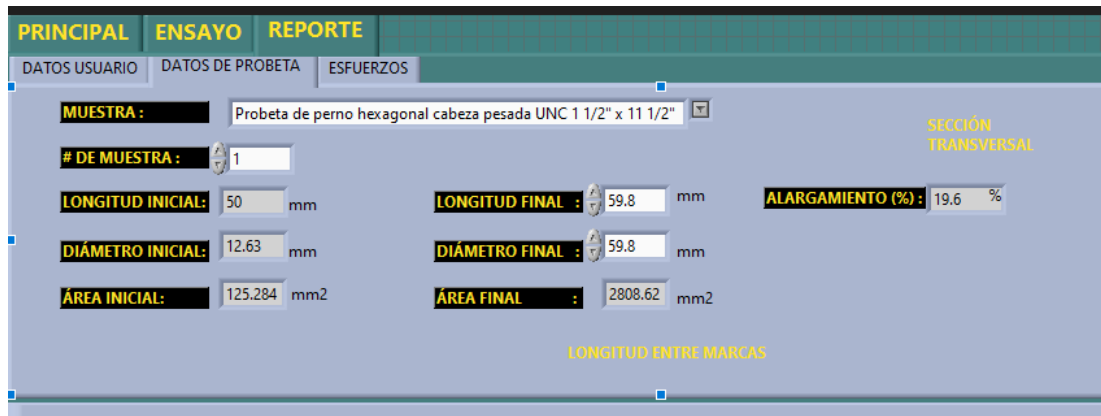 PRINCIPAL ENSAYO REPORTE
DATOS USUARIO DATOS DE PROBETA ESFUERZOS
MUESTRA : Probeta de perno hexagonal cabeza pesada UNC 1 1/2" x 11 1/2"
SECCIÓN
TRANSVERSAL
# DE MUESTRA : 1
LONGITUD INICIAL: 50 mm LONGITUD FINAL : 59.8 mm ALARGAMIENTO (%) : 19.6 %
DIÁMETRO INICIAL: 12.63 mm DIÁMETRO FINAL : 59.8 mm
ÁREA INICIAL: 125.284 mm2 ÁREA FINAL : 2808.62 mm2
LONGITUD ENTRE MARCAS